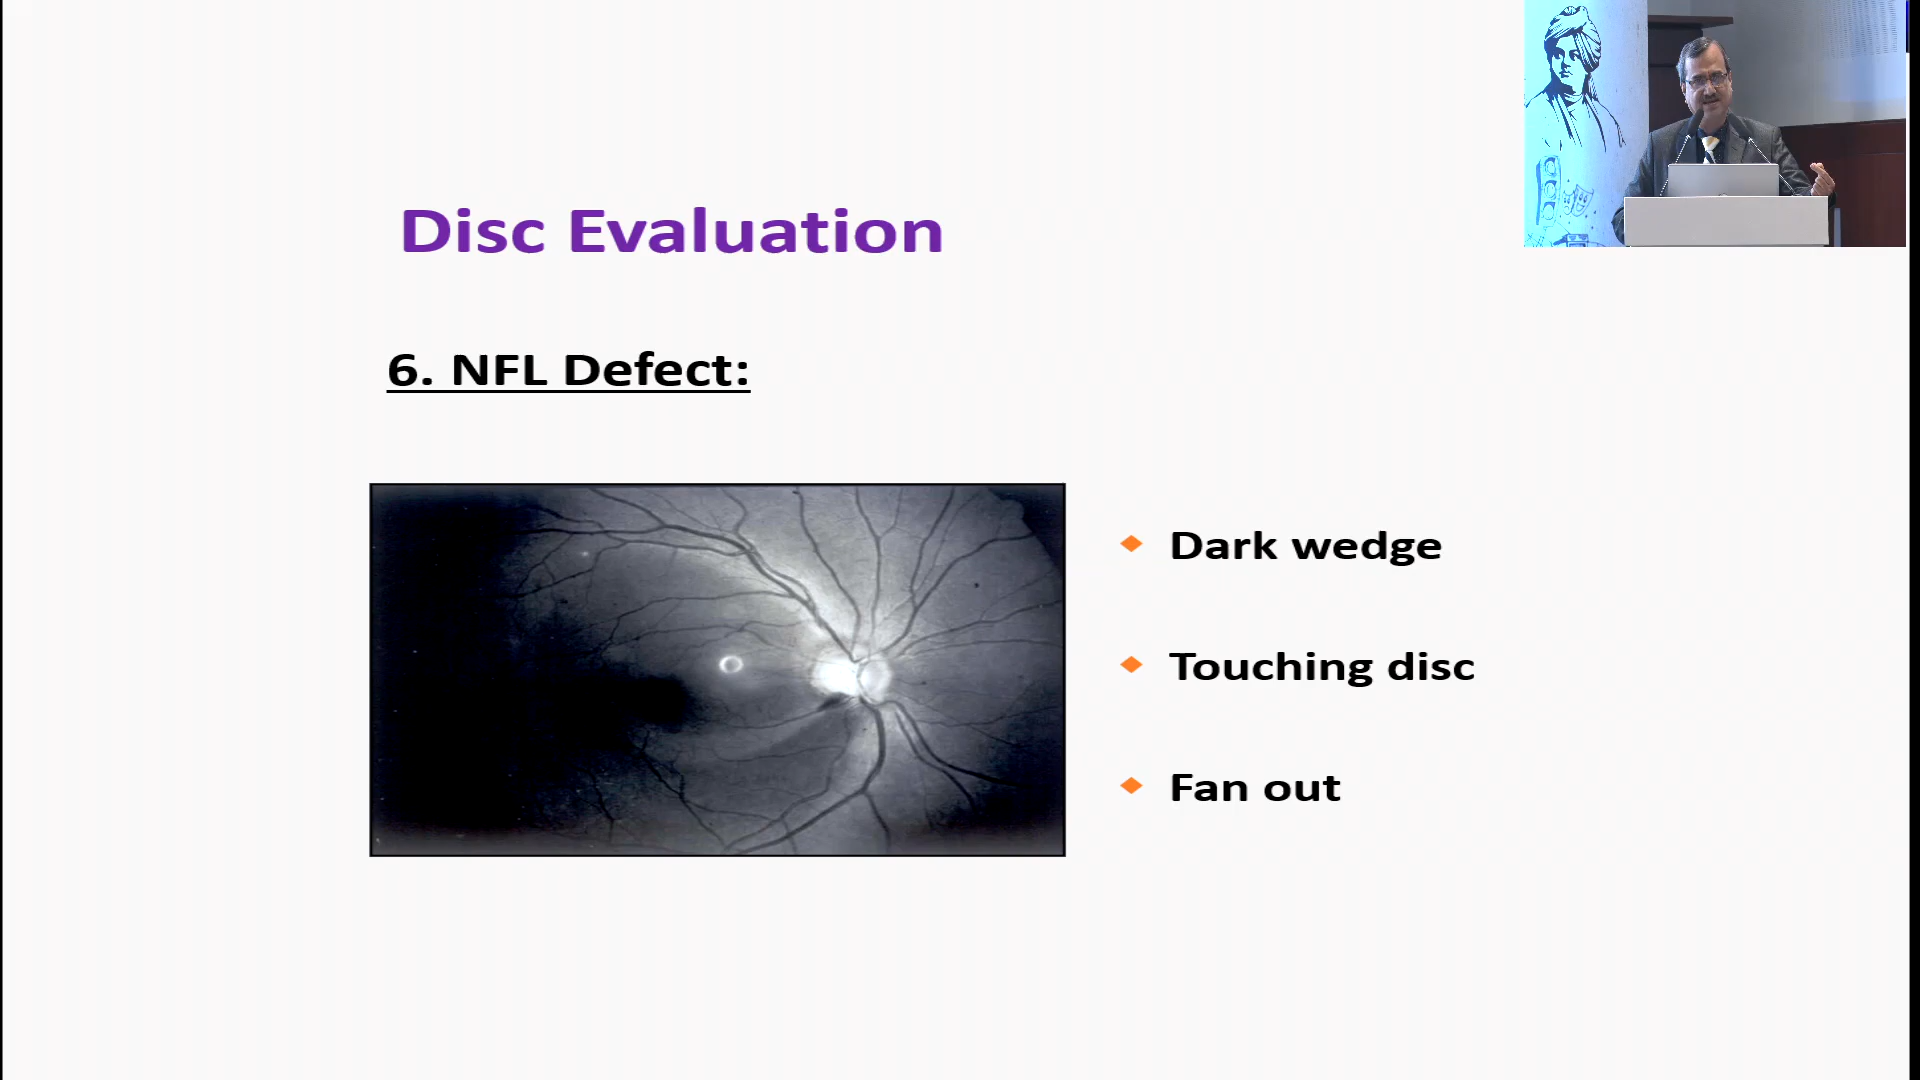 Disc Evaluation
6. NFL Defect:
Dark wedge
Touching disc
Fan out